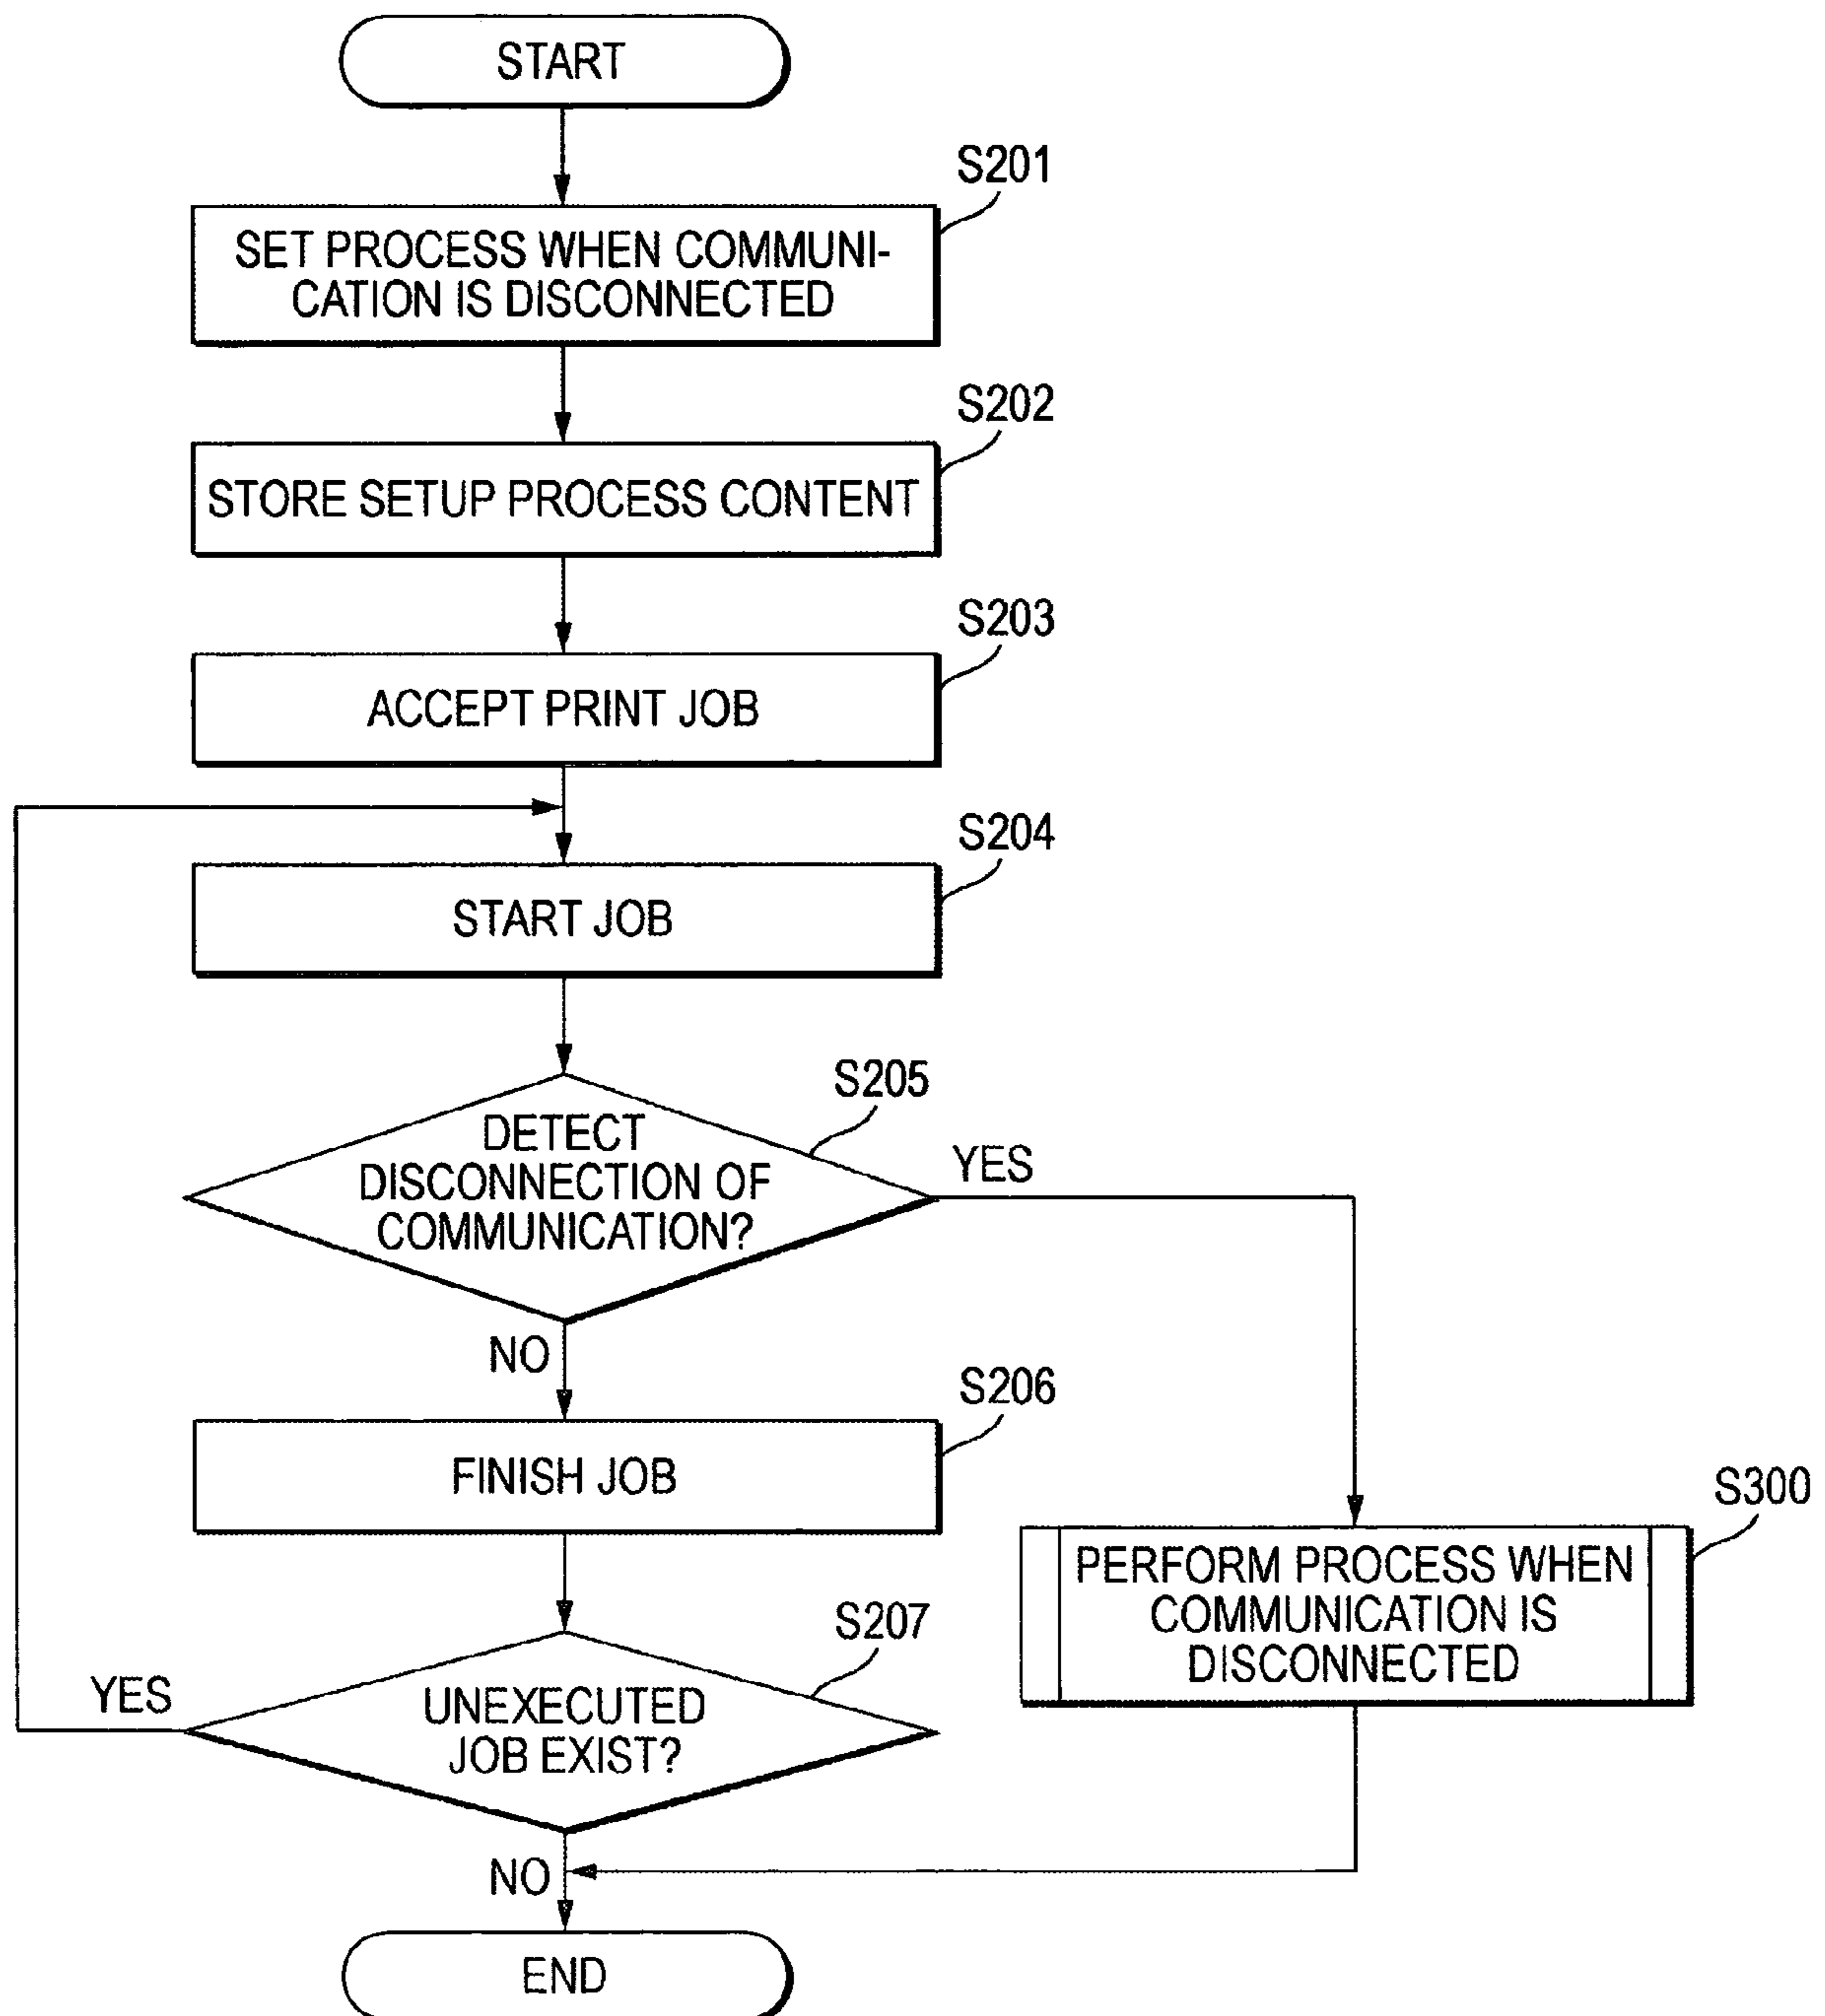 START
S201
SET PROCESS WHEN COMMUNI-
CATION IS DISCONNECTED
S202
STORE SETUP PROCESS CONTENT
S203
ACCEPT PRINT JOB
S204
START JOB
S205
DETECT
DISCONNECTION OF
COMMUNICATION?
YES
NO
S206
FINISH JOB
S300
PERFORM PROCESS WHEN
COMMUNICATION IS
DISCONNECTED
S207
YES
UNEXECUTED
JOB EXIST?
NO
END